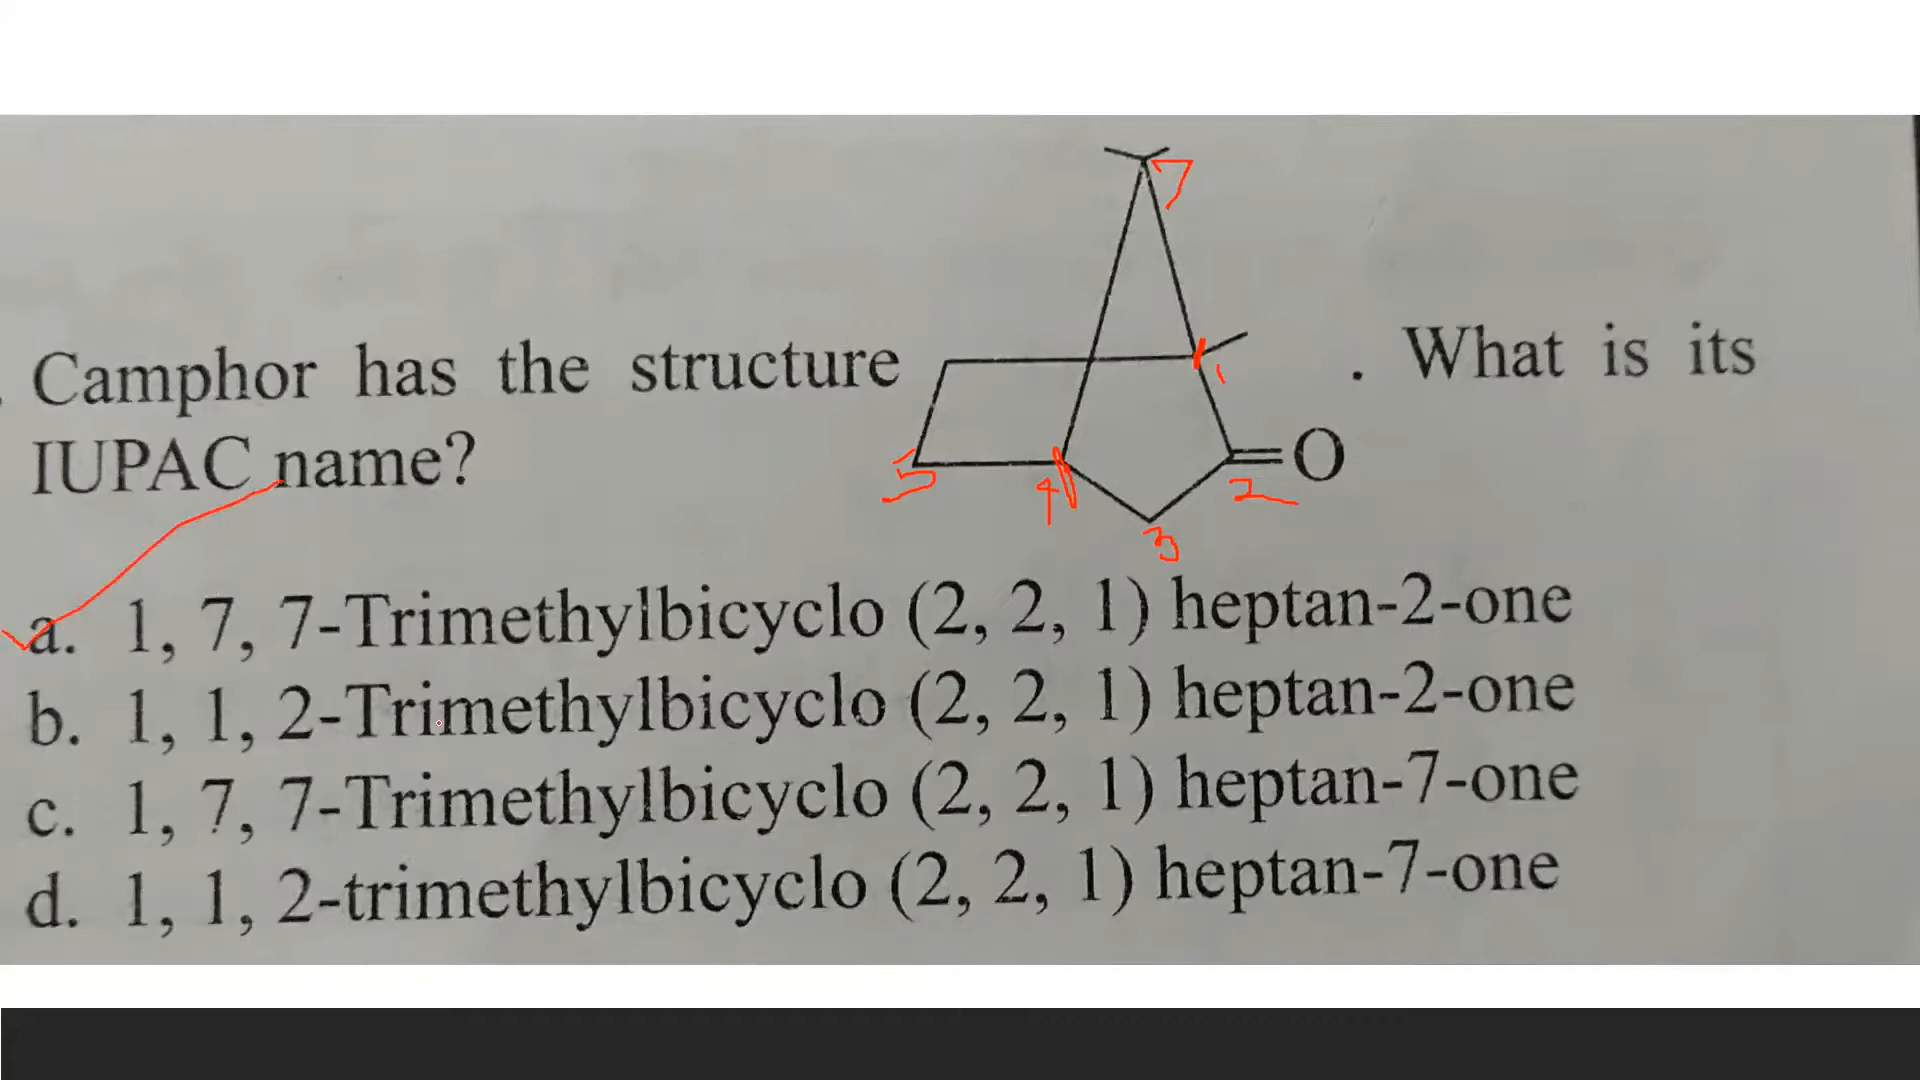 7
Camphor has the structure
1
=O
. What is its
IUPAC name?
5
4
2
3
a. 1, 7, 7-Trimethylbicyclo (2, 2, 1) heptan-2-one
b. 1, 1, 2-Trimethylbicyclo (2, 2, 1) heptan-2-one
c. 1, 7, 7-Trimethylbicyclo (2, 2, 1) heptan-7-one
d. 1, 1, 2-trimethylbicyclo (2, 2, 1) heptan-7-one